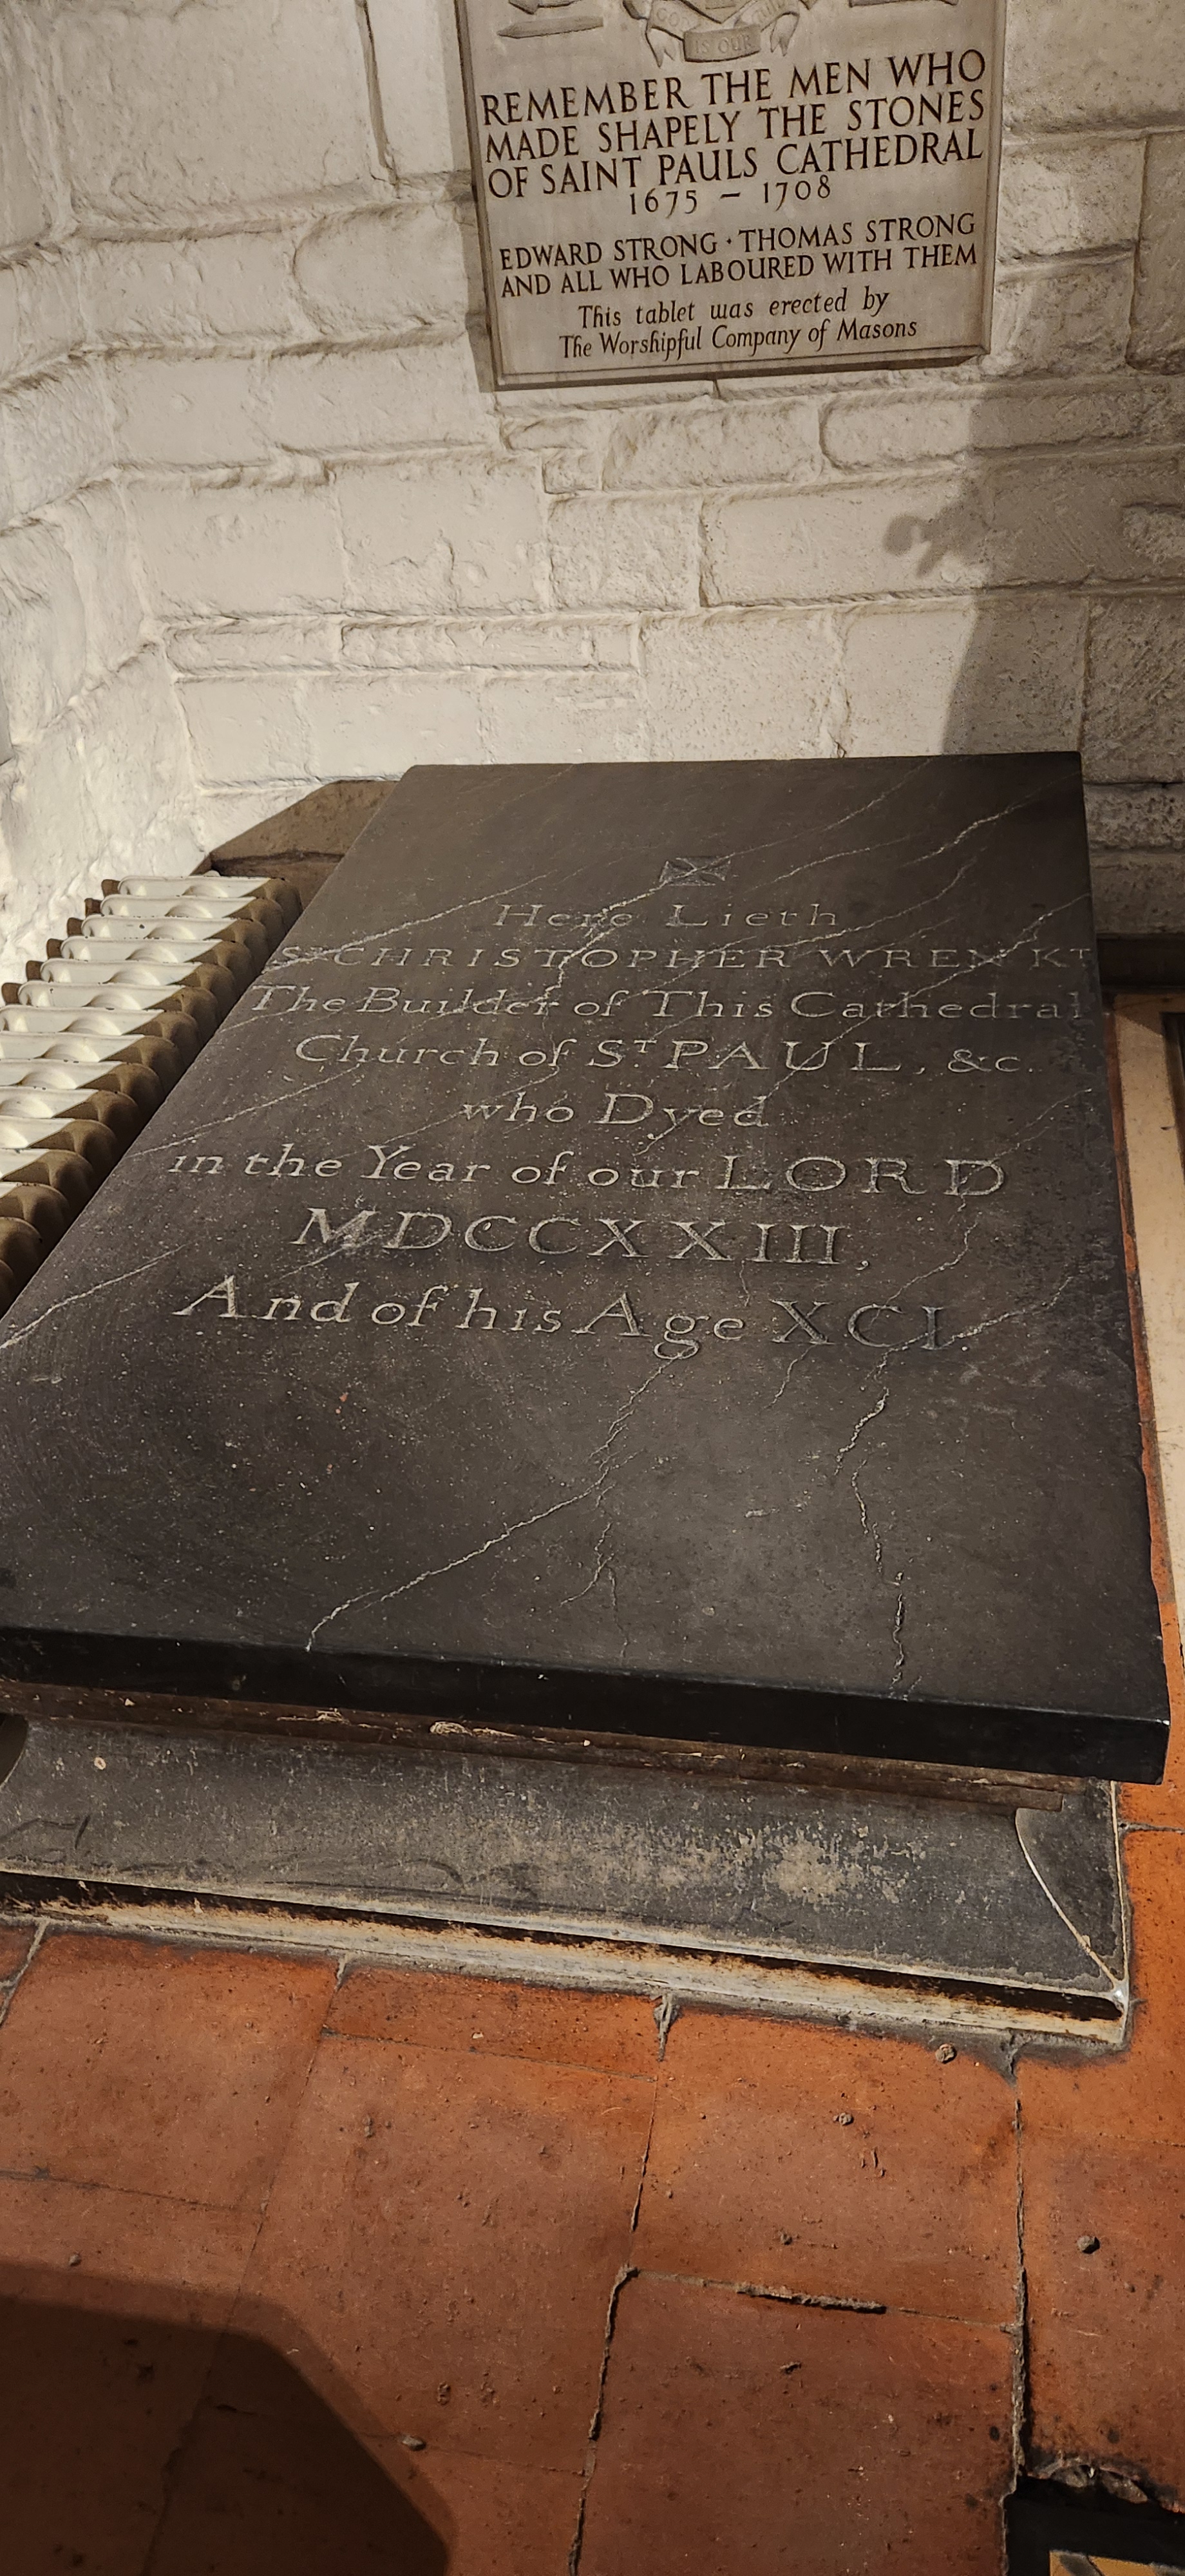 IS OUR
REMEMBER THE MEN WHO
MADE SHAPELY THE STONES
OF SAINT PAULS CATHEDRAL
1675 – 1708
EDWARD STRONG · THOMAS STRONG
AND ALL WHO LABOURED WITH THEM
This tablet was erected by
The Worshipful Company of Masons
Here Lieth
Sr CHRISTOPHER WREN Kt
The Builder of This Cathedral
Church of St PAUL, &c.
who Dyed
in the Year of our LORD
MDCCXXIII,
And of his Age XCI.